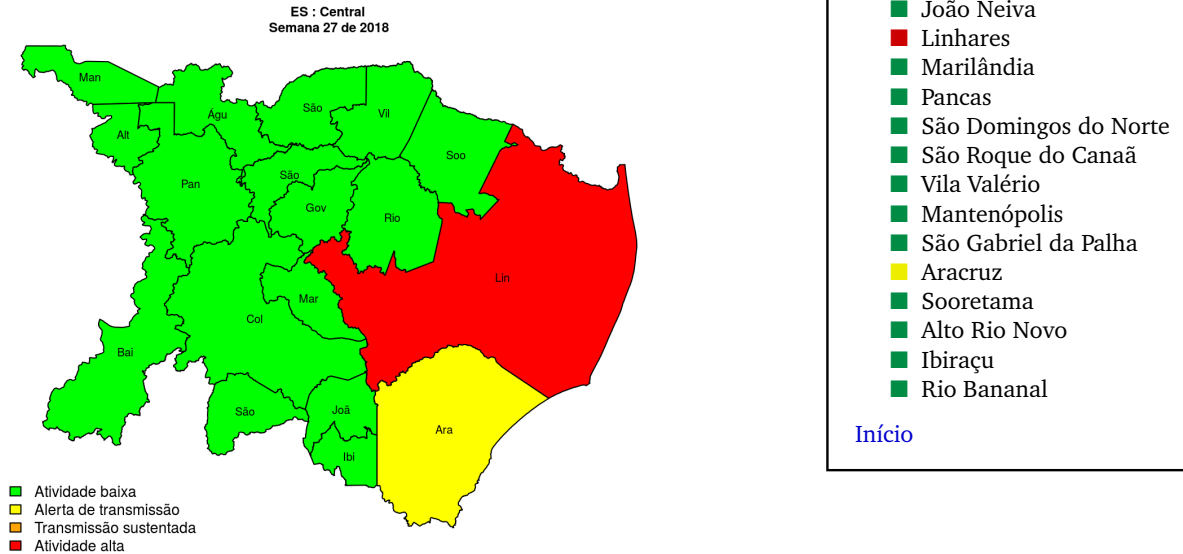 ES : Central
Semana 27 de 2018
Man
Águ
São
Vil
Alt
Soo
Pan
São
Gov
Rio
Lin
Mar
Col
Bai
São
Joã
Ara
Ibi
Atividade baixa
Alerta de transmissão
Transmissão sustentada
Atividade alta
João Neiva
Linhares
Marilândia
Pancas
São Domingos do Norte
São Roque do Canaã
Vila Valério
Mantenópolis
São Gabriel da Palha
Aracruz
Sooretama
Alto Rio Novo
Ibiraçu
Rio Bananal
Início